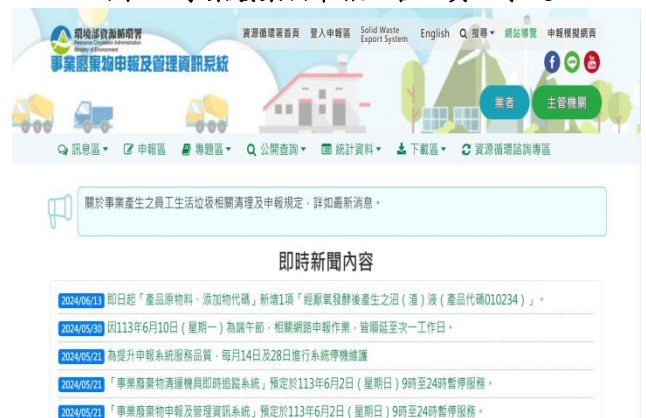 環境部資源循環署
Resource Circulation Administration
Ministry of Environment
事業廢棄物申報及管理資訊系統
資源循環署首頁 登入申報區 Solid Waste Export System English 搜尋 網站導覽 申報模擬網頁
業者 主管機關
訊息區 申報區 專題區 公開查詢 統計資料 下載區 資源循環諮詢專區
關於事業產生之員工生活垃圾相關清理及申報規定，詳如最新消息。
即時新聞內容
2024/06/13 即日起「產品原物料、添加物代碼」新增1項「經厭氧發酵後產生之沼（渣）液（產品代碼010234）」。
2024/05/30 因113年6月10日（星期一）為端午節，相關網路申報作業，皆順延至次一工作日。
2024/05/21 為提升申報系統服務品質，每月14日及28日進行系統停機維護
2024/05/21 「事業廢棄物清運機具即時追蹤系統」預定於113年6月2日（星期日）9時至24時暫停服務。
2024/05/21 「事業廢棄物申報及管理資訊系統」預定於113年6月2日（星期日）9時至24時暫停服務。